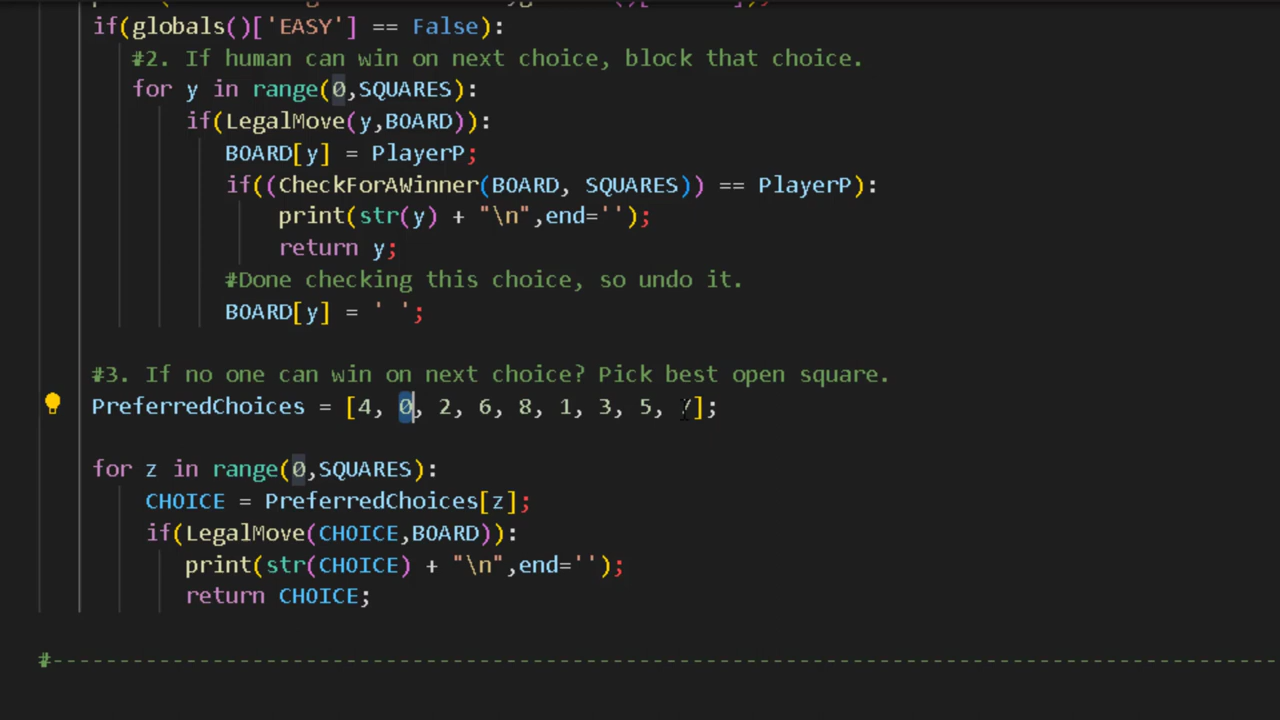 if(globals()['EASY'] == False):
#2. If human can win on next choice, block that choice.
for y in range(0,SQUARES):
if(LegalMove(y,BOARD)):
BOARD[y] = PlayerP;
if((CheckForAWinner(BOARD, SQUARES)) == PlayerP):
print(str(y) + "\n",end='');
return y;
#Done checking this choice, so undo it.
BOARD[y] = ' ';
#3. If no one can win on next choice? Pick best open square.
PreferredChoices = [4, 0, 2, 6, 8, 1, 3, 5, 7];
for z in range(0,SQUARES):
CHOICE = PreferredChoices[z];
if(LegalMove(CHOICE,BOARD)):
print(str(CHOICE) + "\n",end='');
return CHOICE;
#--------------------------------------------------------------------------------------------